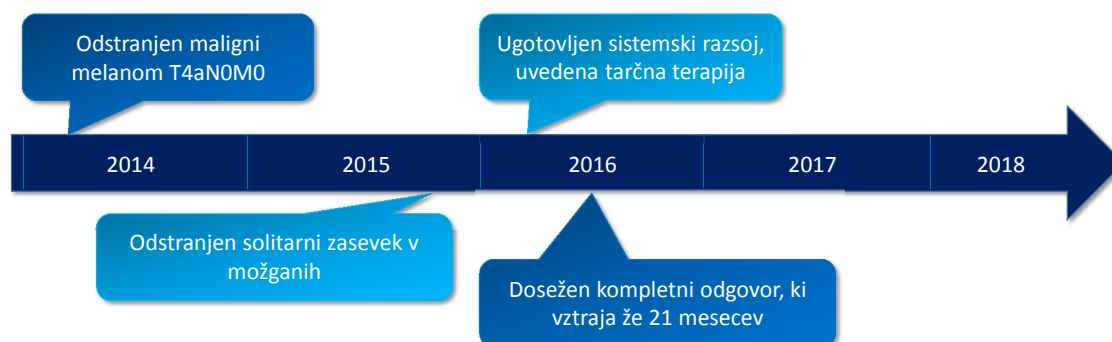 Odstranjen maligni
melanom T4aN0M0
Ugotovljen sistemski razsoj,
uvedena tarčna terapija
2014
2015
2016
2017
2018
Odstranjen solitarni zasevek v
možganih
Dosežen kompletni odgovor, ki
vztraja že 21 mesecev